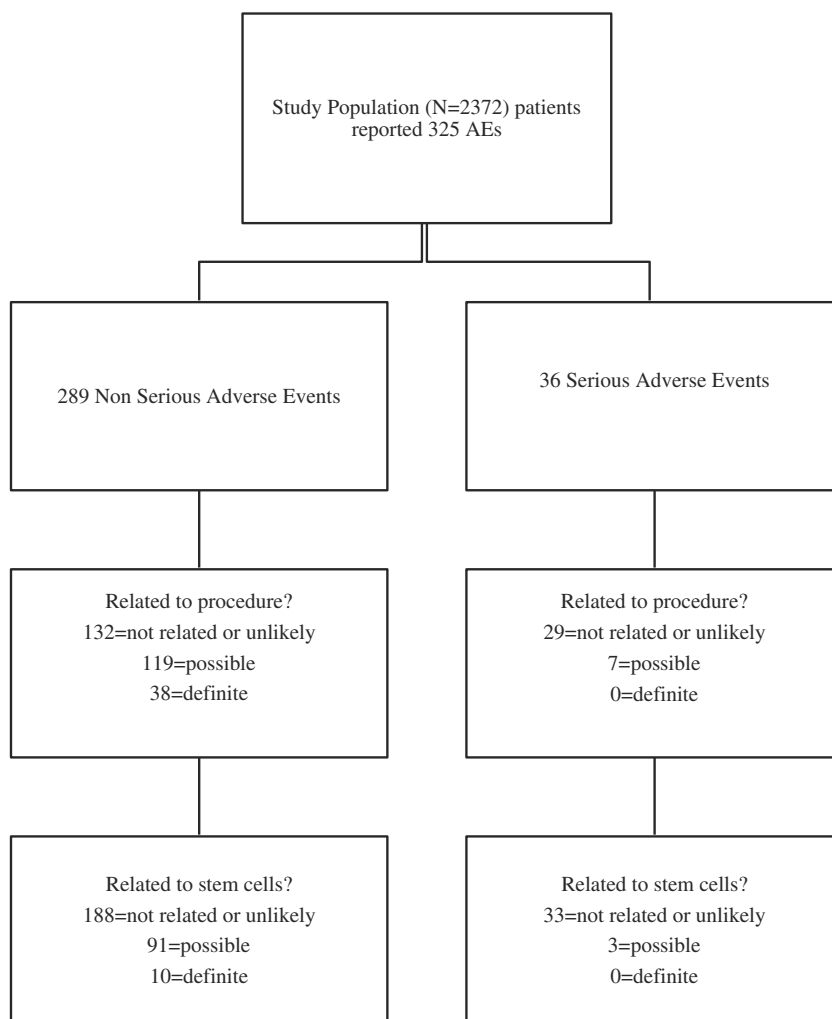 Study Population (N=2372) patients
reported 325 AEs
289 Non Serious Adverse Events
36 Serious Adverse Events
Related to procedure?
132=not related or unlikely
119=possible
38=definite
Related to procedure?
29=not related or unlikely
7=possible
0=definite
Related to stem cells?
188=not related or unlikely
91=possible
10=definite
Related to stem cells?
33=not related or unlikely
3=possible
0=definite